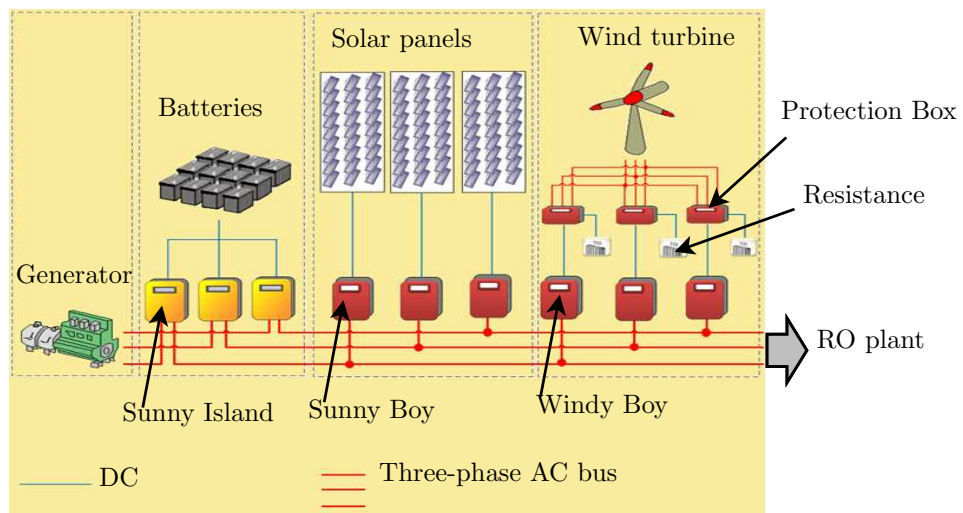 Solar panels
Wind turbine
Batteries
Protection Box
Resistance
Generator
RO plant
Sunny Island
Sunny Boy
Windy Boy
DC
Three-phase AC bus